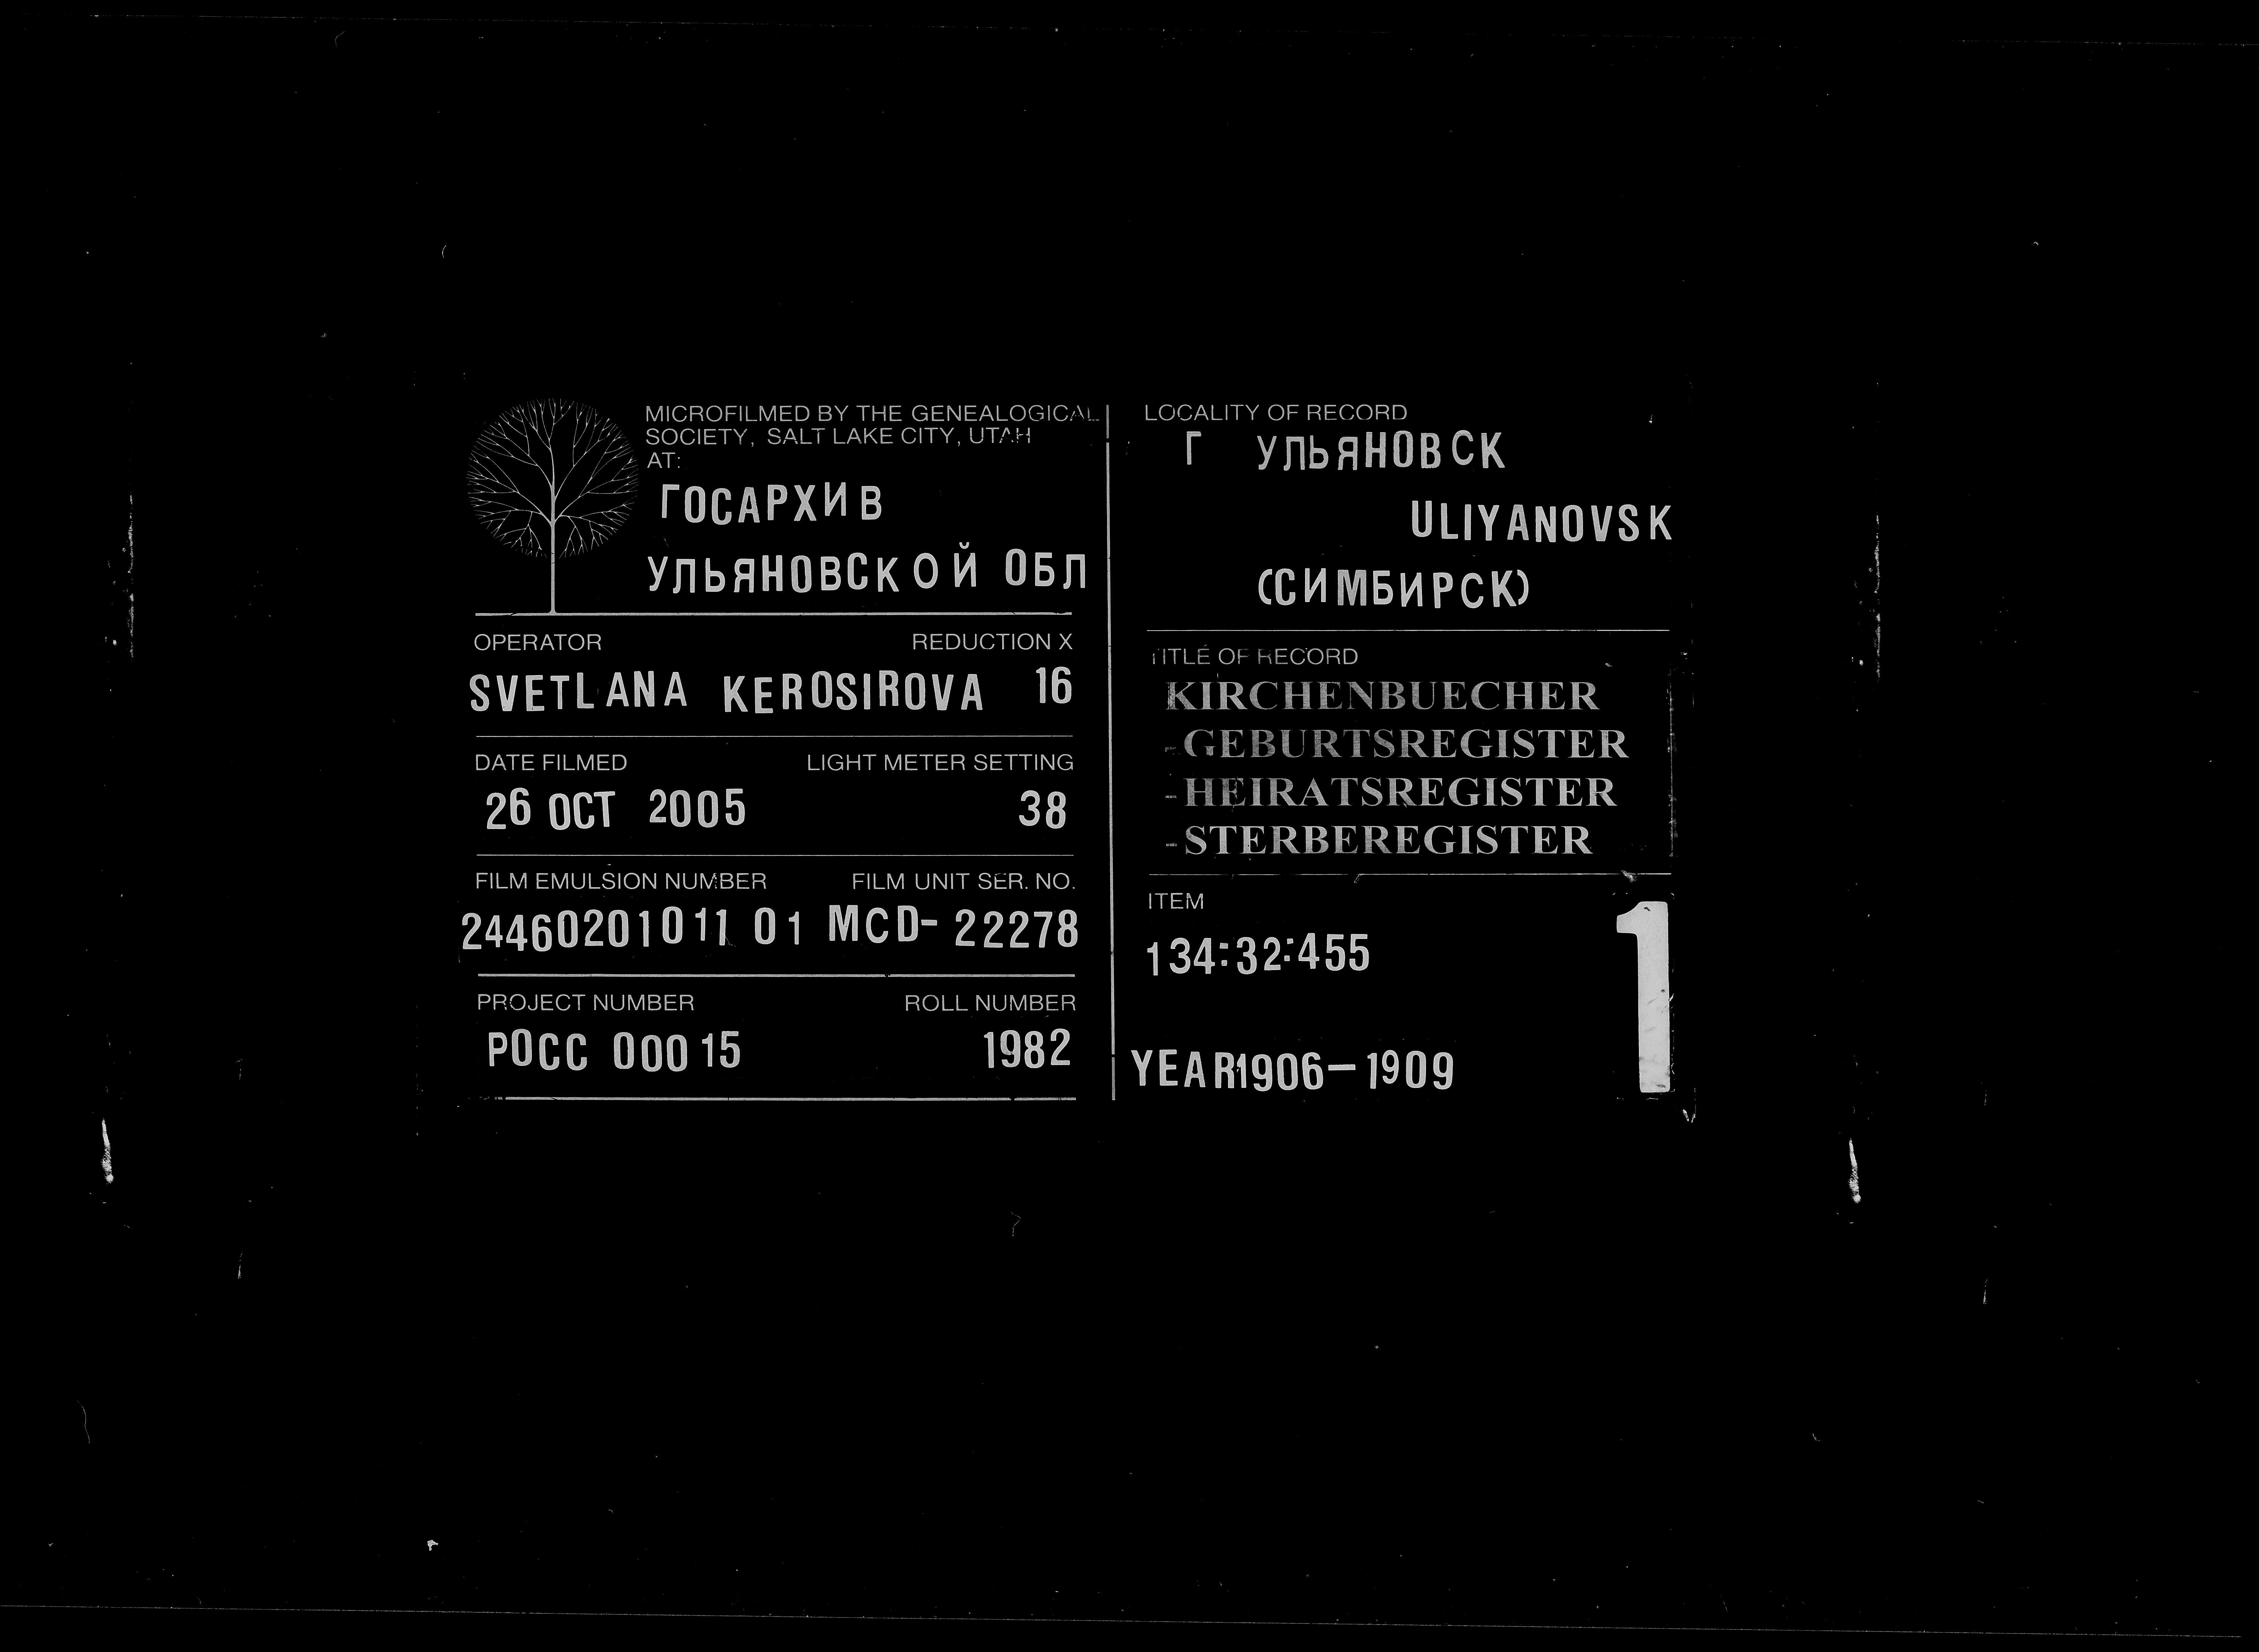 MICROFILMED BY THE GENEALOGICAL
SOCIETY, SALT LAKE CITY, UTAH
AT:
ГОСАРХИВ
УЛЬЯНОВСКОЙ ОБЛ
OPERATOR REDUCTION X
SVETLANA KEROSIROVA 16
DATE FILMED LIGHT METER SETTING
26 OCT 2005 38
FILM EMULSION NUMBER FILM UNIT SER. NO.
24460201011 01 MCD- 22278
PROJECT NUMBER ROLL NUMBER
РОСС 00015 1982
LOCALITY OF RECORD
Г УЛЬЯНОВСК
ULIYANOVSK
(СИМБИРСК)
TITLE OF RECORD
KIRCHENBUECHER
-GEBURTSREGISTER
-HEIRATSREGISTER
-STERBEREGISTER
ITEM
134:32:455
1
YEAR1906-1909